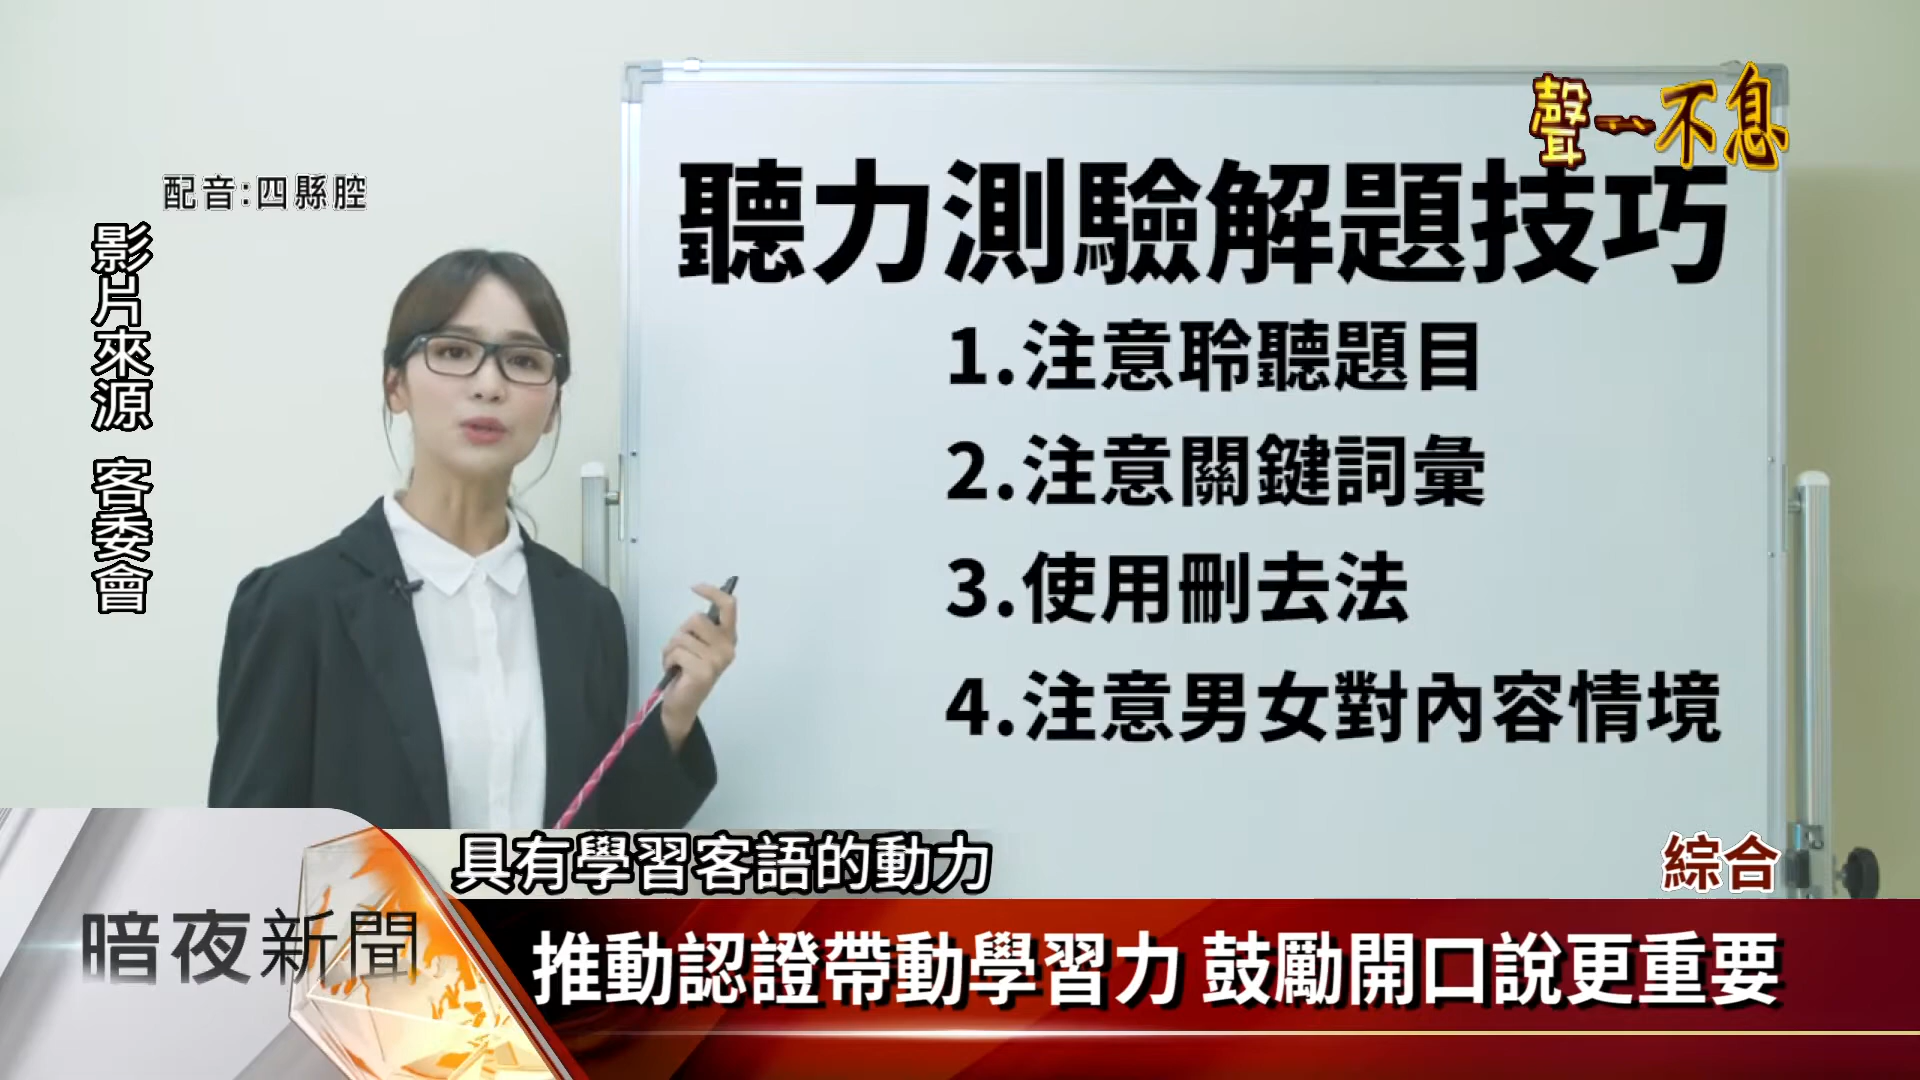 聲一不息
配音:四縣腔
影片來源 客委會
聽力測驗解題技巧
1.注意聆聽題目
2.注意關鍵詞彙
3.使用刪去法
4.注意男女對內容情境
具有學習客語的動力
綜合
暗夜新聞
推動認證帶動學習力 鼓勵開口說更重要